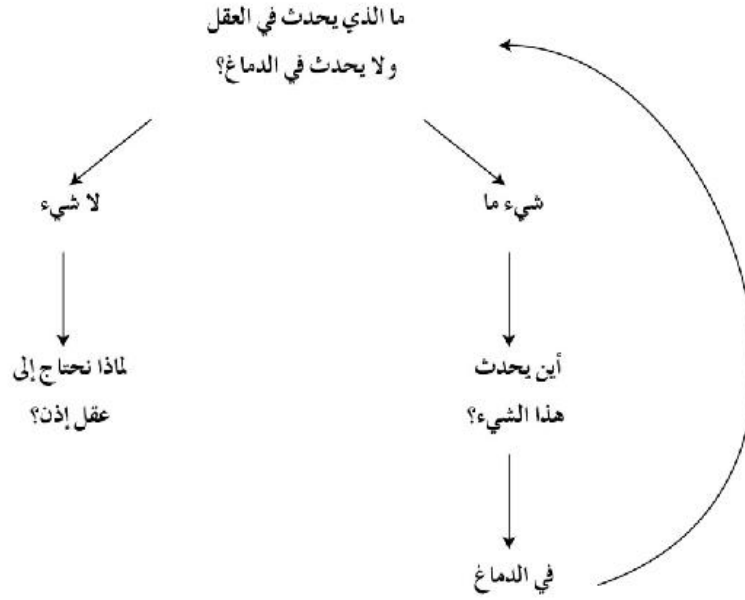 ما الذي يحدث في العقل
ولا يحدث في الدماغ؟
شيء ما
لا شيء
أين يحدث
هذا الشيء؟
لماذا نحتاج إلى
عقل إذن؟
في الدماغ